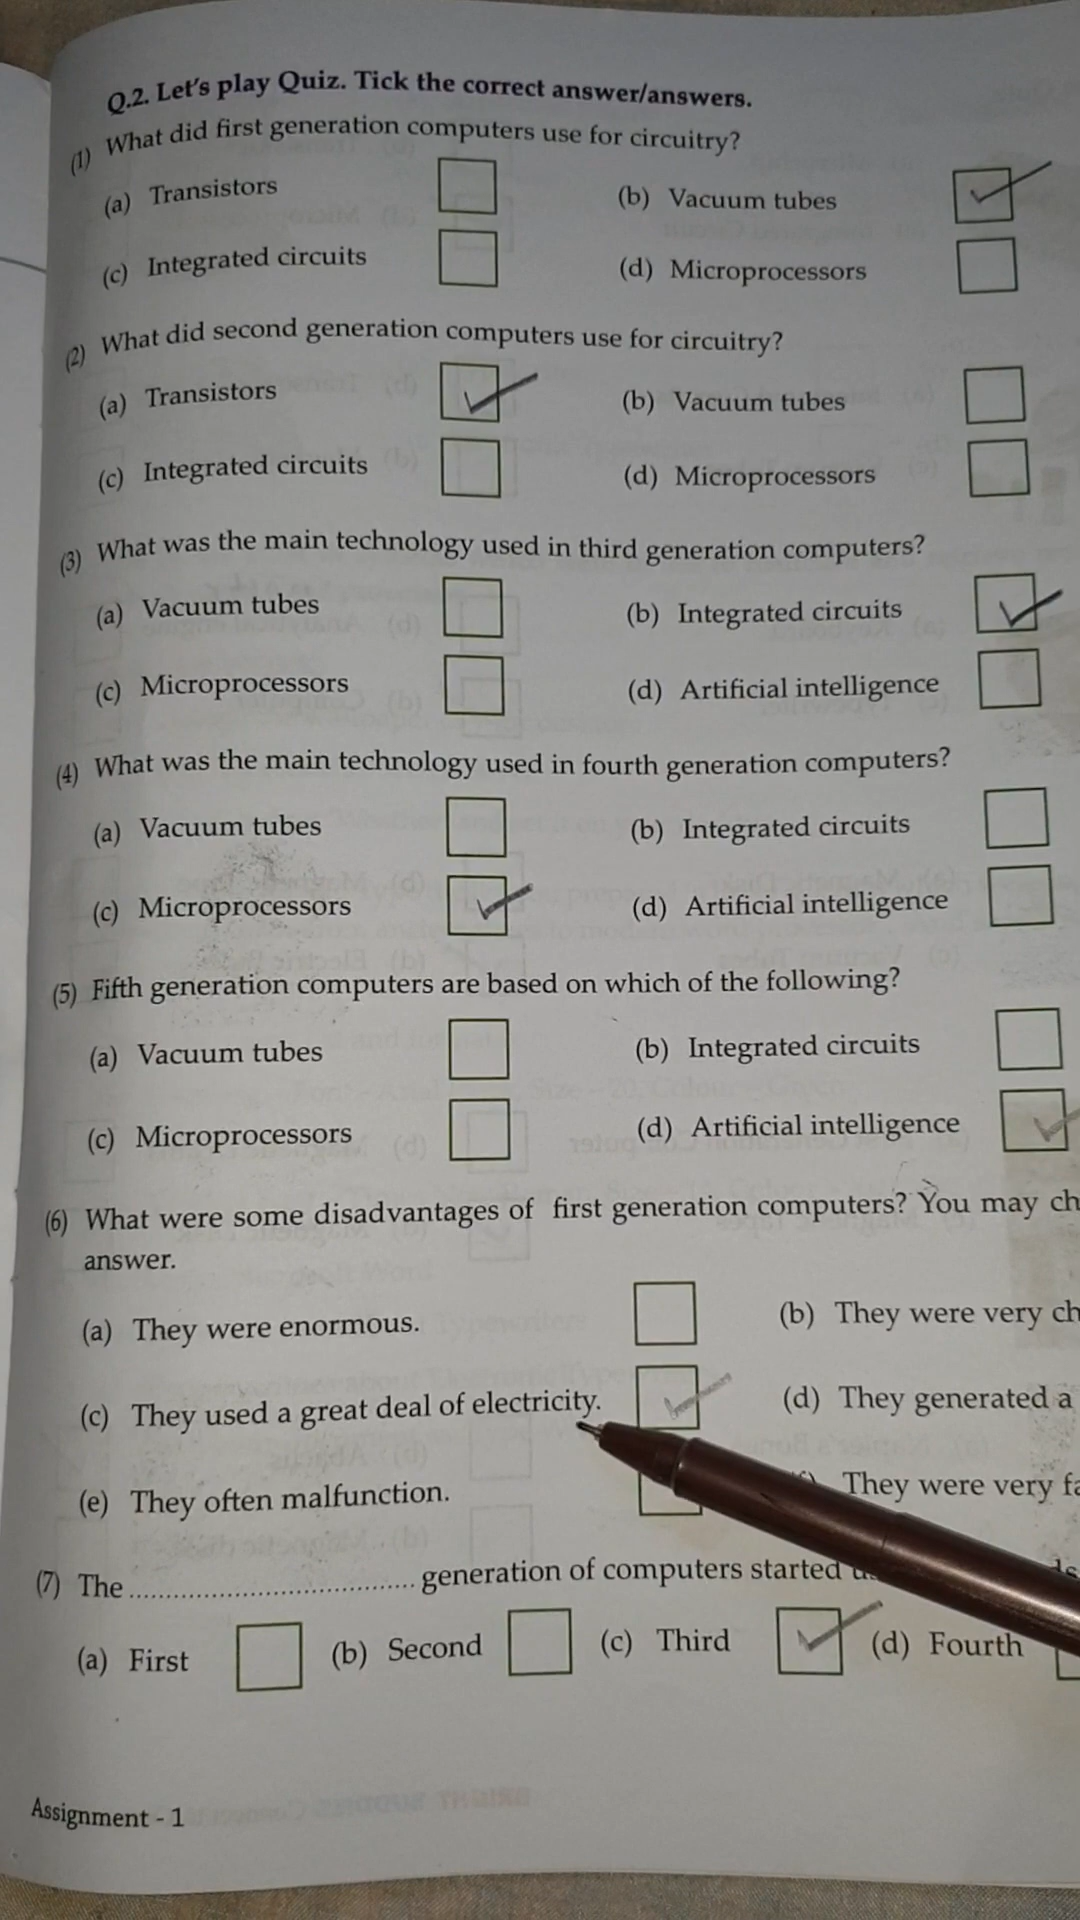 Q.2. Let's play Quiz. Tick the correct answer/answers.
(1) What did first generation computers use for circuitry?
(a) Transistors (b) Vacuum tubes
(c) Integrated circuits (d) Microprocessors
(2) What did second generation computers use for circuitry?
(a) Transistors (b) Vacuum tubes
(c) Integrated circuits (d) Microprocessors
(3) What was the main technology used in third generation computers?
(a) Vacuum tubes (b) Integrated circuits
(c) Microprocessors (d) Artificial intelligence
(4) What was the main technology used in fourth generation computers?
(a) Vacuum tubes (b) Integrated circuits
(c) Microprocessors (d) Artificial intelligence
(5) Fifth generation computers are based on which of the following?
(a) Vacuum tubes (b) Integrated circuits
(c) Microprocessors (d) Artificial intelligence
(6) What were some disadvantages of first generation computers? You may
answer.
(a) They were enormous. (b) They were very
(c) They used a great deal of electricity. (d) They generated a
(e) They often malfunction. They were very
(7) The ........................................ generation of computers started
(a) First (b) Second (c) Third (d) Fourth
Assignment - 1